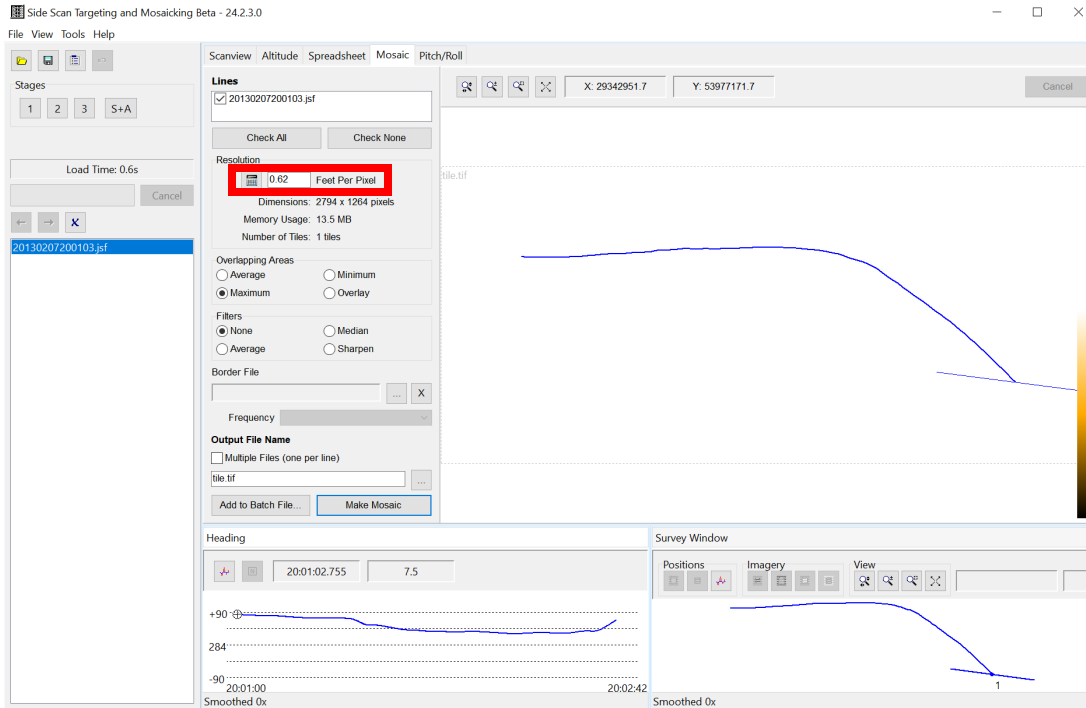 Side Scan Targeting and Mosaicking Beta - 24.2.3.0
File View Tools Help
Stages
1 2 3 S+A
Load Time: 0.6s
Cancel
20130207200103.jsf
Scanview Altitude Spreadsheet Mosaic Pitch/Roll
Lines
20130207200103.jsf
Check All Check None
Resolution
0.62 Feet Per Pixel
Dimensions: 2794 x 1264 pixels
Memory Usage: 13.5 MB
Number of Tiles: 1 tiles
Overlapping Areas
Average Minimum
Maximum Overlay
Filters
None Median
Average Sharpen
Border File
... X
Frequency
Output File Name
Multiple Files (one per line)
tile.tif ...
Add to Batch File... Make Mosaic
X: 29342951.7 Y: 53977171.7 Cancel
tile.tif
Heading
20:01:02.755 7.5
+90
284
-90
20:01:00 20:02:42
Smoothed 0x
Survey Window
Positions Imagery View
1
Smoothed 0x